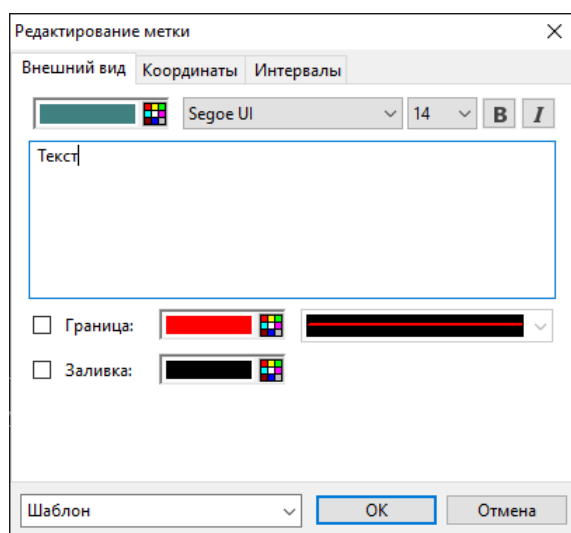 Редактирование метки
Внешний вид Координаты Интервалы
Segoe UI 14 B I
Текст
Граница:
Заливка:
Шаблон OK Отмена